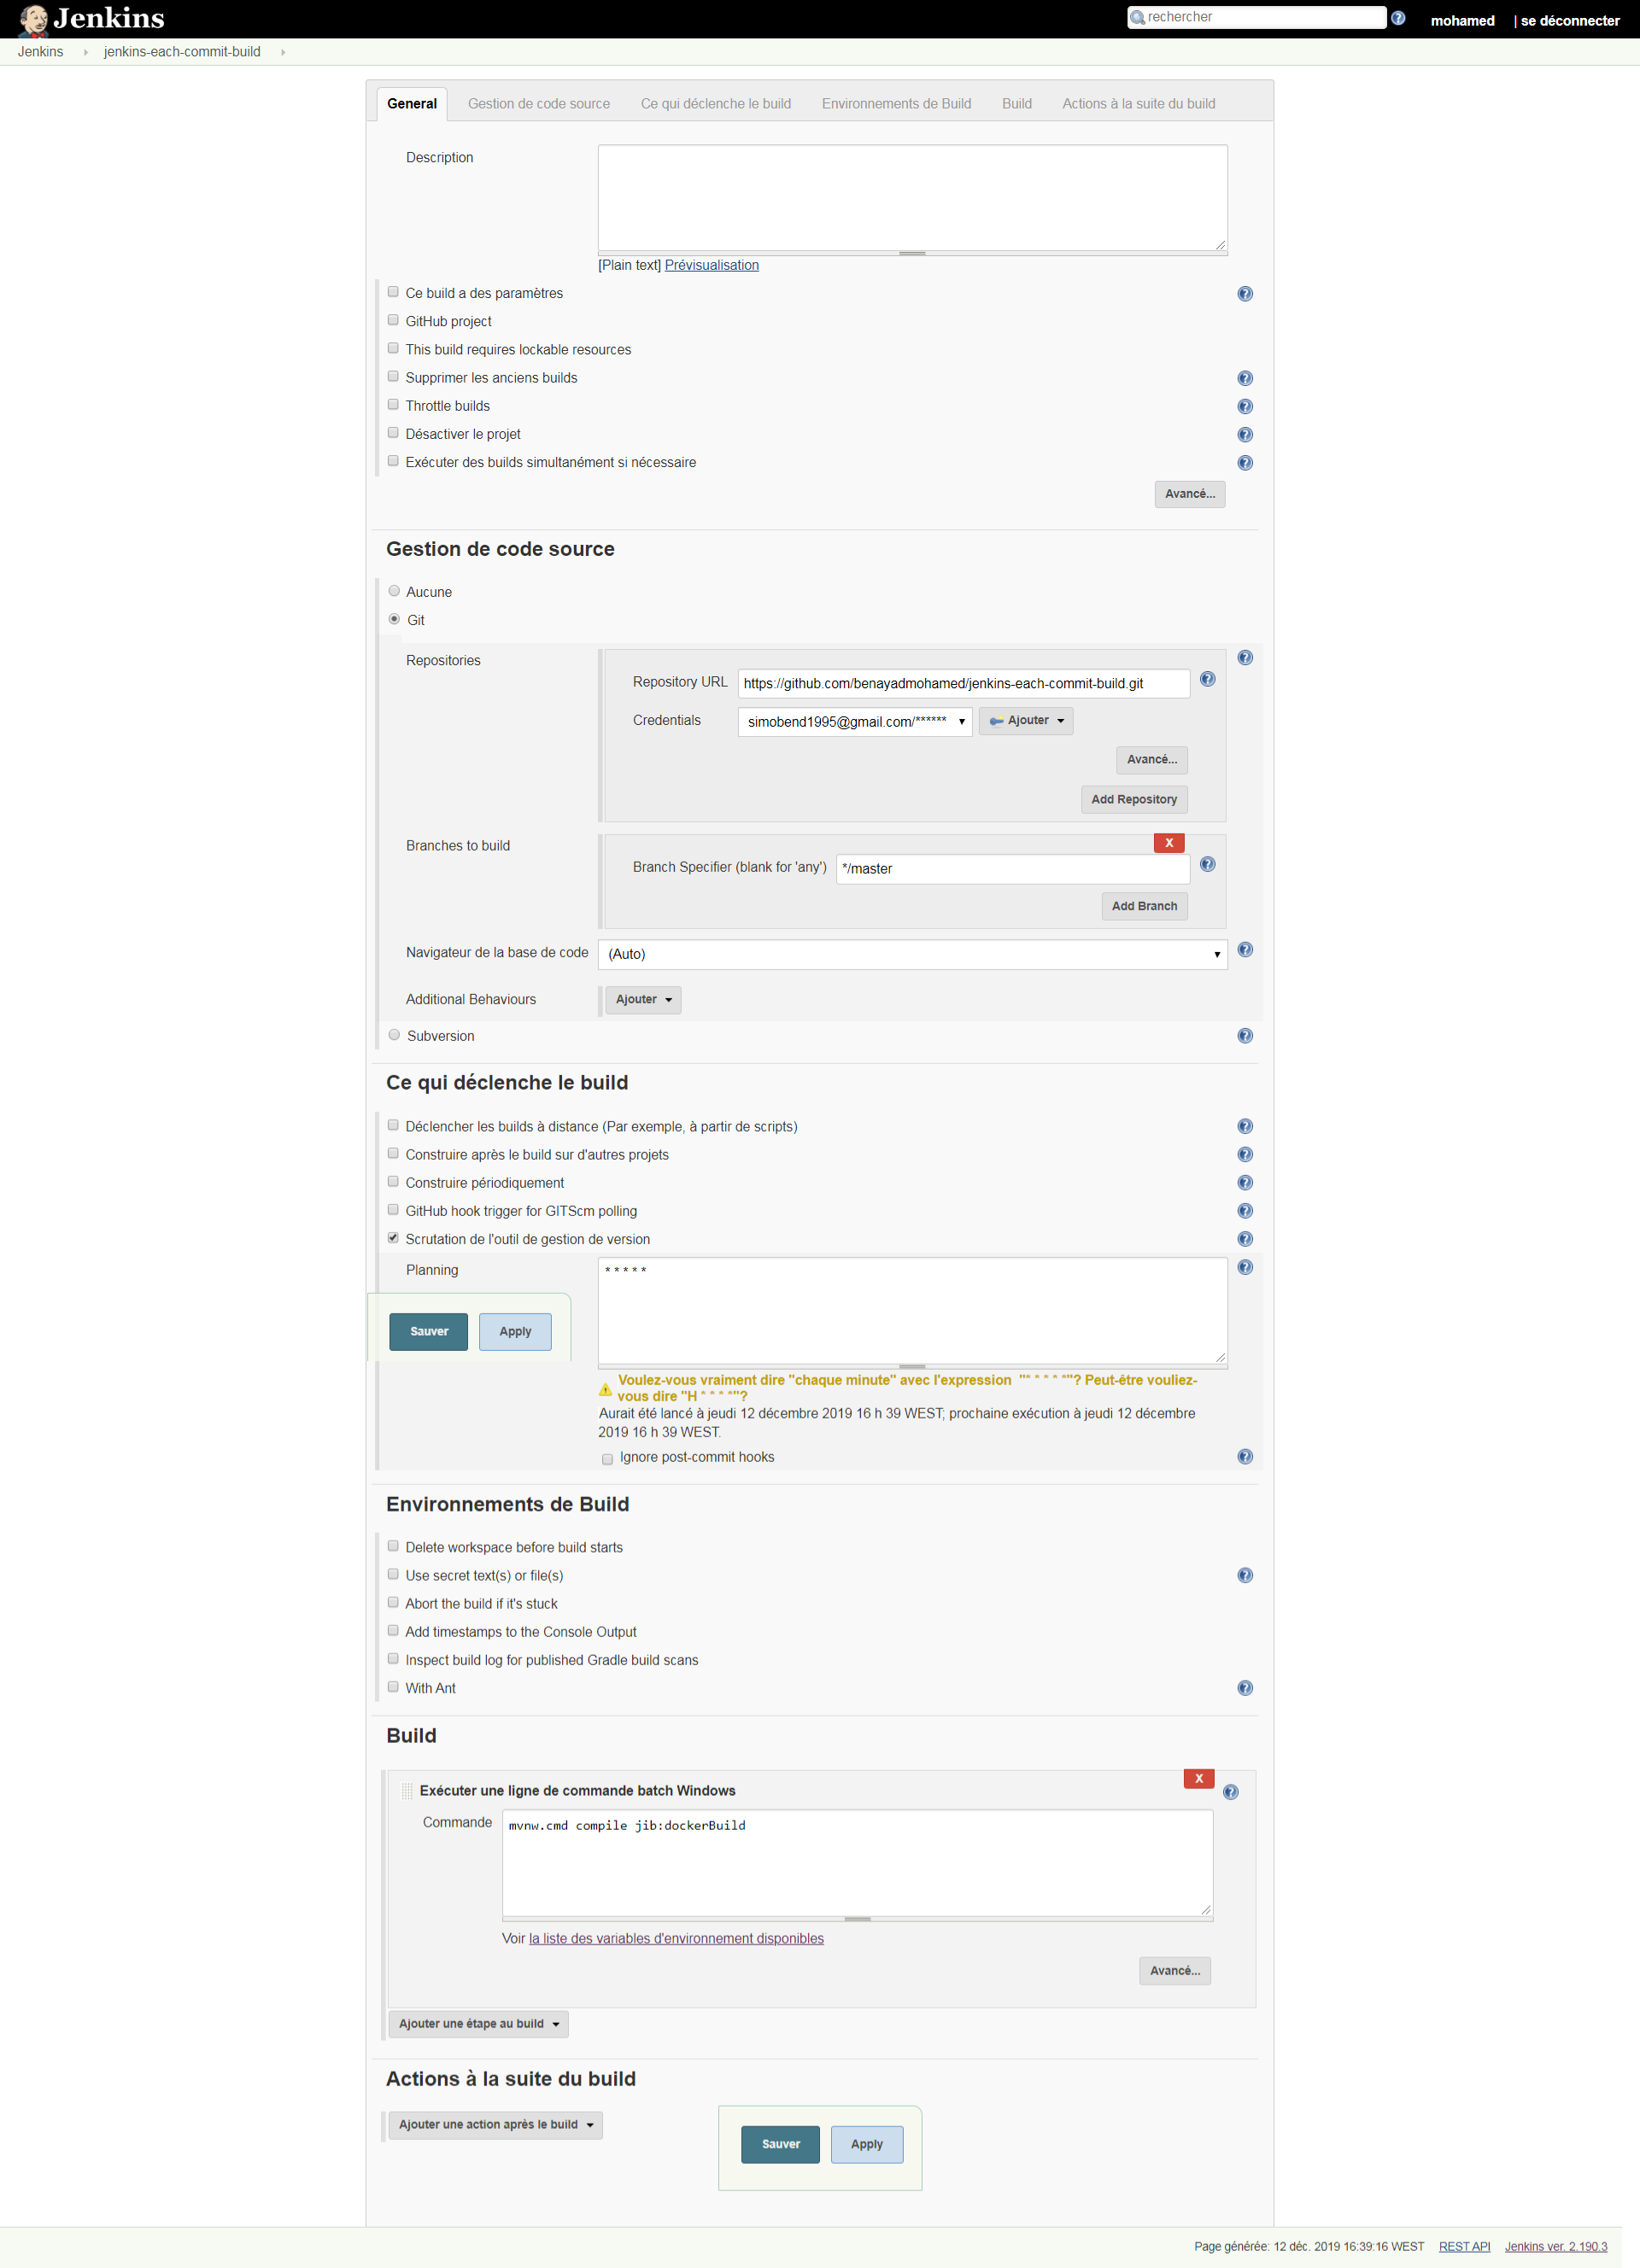 Jenkins
rechercher
mohamed
| se déconnecter
Jenkins
jenkins-each-commit-build
General
Gestion de code source
Ce qui déclenche le build
Environnements de Build
Build
Actions à la suite du build
Description
[Plain text] Prévisualisation
Ce build a des paramètres
GitHub project
This build requires lockable resources
Supprimer les anciens builds
Throttle builds
Désactiver le projet
Exécuter des builds simultanément si nécessaire
Avancé...
Gestion de code source
Aucune
Git
Repositories
Repository URL
https://github.com/benayadmohamed/jenkins-each-commit-build.git
Credentials
simobend1995@gmail.com/******
Ajouter
Avancé...
Add Repository
Branches to build
X
Branch Specifier (blank for 'any')
*/master
Add Branch
Navigateur de la base de code
(Auto)
Additional Behaviours
Ajouter
Subversion
Ce qui déclenche le build
Déclencher les builds à distance (Par exemple, à partir de scripts)
Construire après le build sur d'autres projets
Construire périodiquement
GitHub hook trigger for GITScm polling
Scrutation de l'outil de gestion de version
Planning
* * * * *
Sauver
Apply
Voulez-vous vraiment dire "chaque minute" avec l'expression "* * * * *"? Peut-être vouliez-
vous dire "H * * * *"?
Aurait été lancé à jeudi 12 décembre 2019 16 h 39 WEST; prochaine exécution à jeudi 12 décembre
2019 16 h 39 WEST.
Ignore post-commit hooks
Environnements de Build
Delete workspace before build starts
Use secret text(s) or file(s)
Abort the build if it's stuck
Add timestamps to the Console Output
Inspect build log for published Gradle build scans
With Ant
Build
X
Exécuter une ligne de commande batch Windows
Commande
mvnw.cmd compile jib:dockerBuild
Voir la liste des variables d'environnement disponibles
Avancé...
Ajouter une étape au build
Actions à la suite du build
Ajouter une action après le build
Sauver
Apply
Page générée: 12 déc. 2019 16:39:16 WEST
REST API
Jenkins ver. 2.190.3